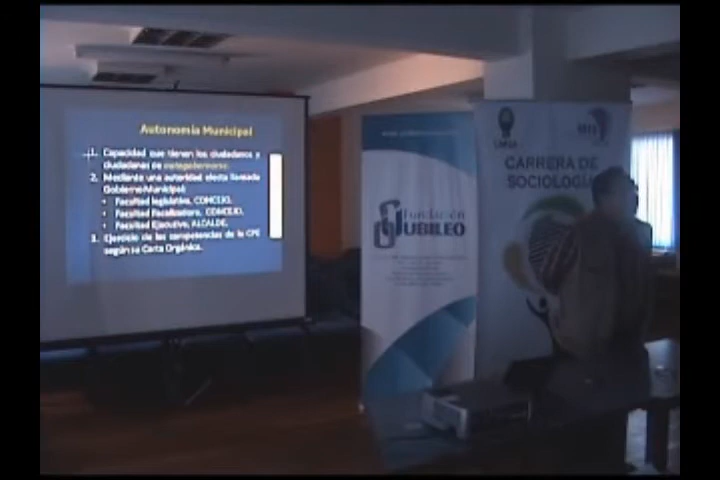 Autonomía Municipal
1. Capacidad que tienen los ciudadanos y
ciudadanas de autogobernarse.
2. Mediante una autoridad electa llamada
Gobierno Municipal:
• Facultad legislativa, CONCEJO,
• Facultad Fiscalizadora, CONCEJO,
• Facultad Ejecutiva, ALCALDE,
3. Ejercicio de las competencias de la CPE
según su Carta Orgánica.
Fundación
JUBILEO
CARRERA DE
SOCIOLOGÍA